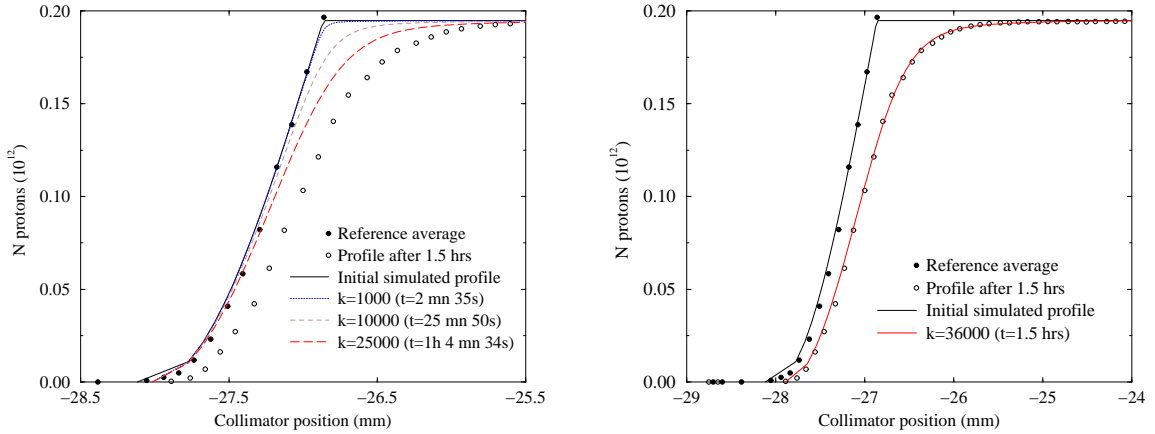 0.20
0.15
0.10
0.05
0.00
N protons (10^12)
−28.5 −27.5 −26.5 −25.5
Collimator position (mm)
Reference average
Profile after 1.5 hrs
Initial simulated profile
k=1000 (t=2 mn 35s)
k=10000 (t=25 mn 50s)
k=25000 (t=1h 4 mn 34s)
0.20
0.15
0.10
0.05
0.00
N protons (10^12)
−29 −28 −27 −26 −25 −24
Collimator position (mm)
Reference average
Profile after 1.5 hrs
Initial simulated profile
k=36000 (t=1.5 hrs)